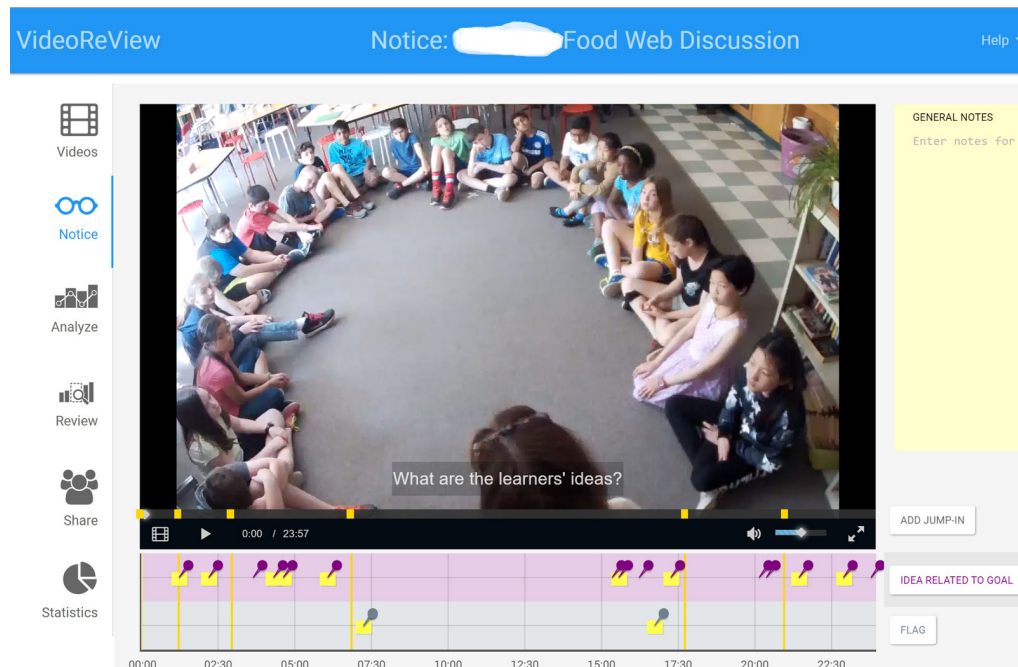 VideoReView
Notice: Food Web Discussion
Help
Videos
Notice
Analyze
Review
Share
Statistics
GENERAL NOTES
Enter notes for
What are the learners' ideas?
0:00 / 23:57
ADD JUMP-IN
IDEA RELATED TO GOAL
FLAG
00:00 02:30 05:00 07:30 10:00 12:30 15:00 17:30 20:00 22:30